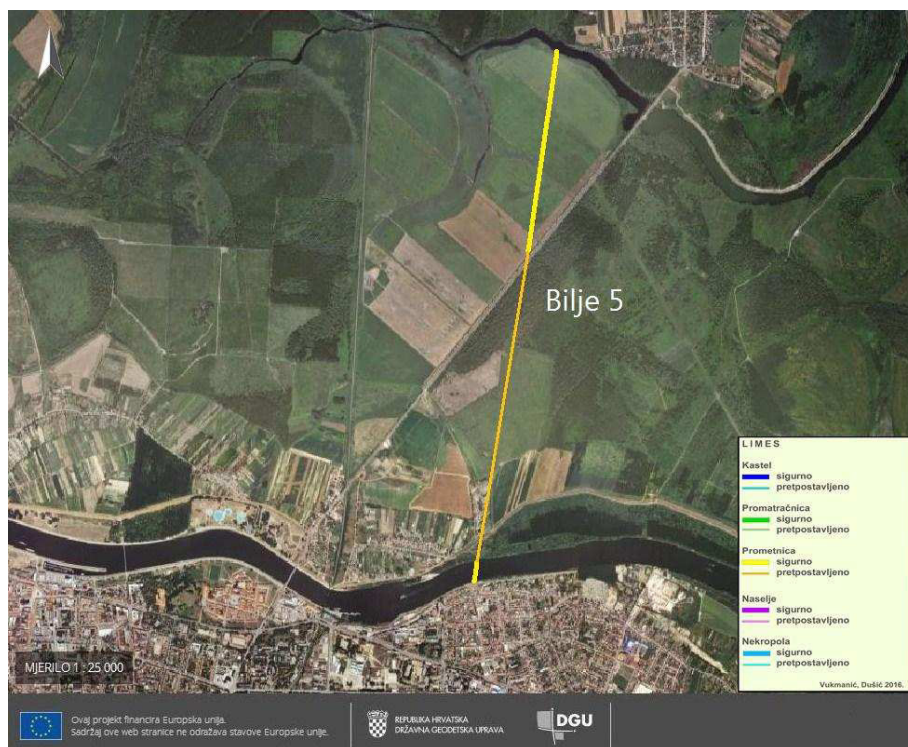 Bilje 5
LIMES
Kastel
sigurno
pretpostavljeno
Promatračnica
sigurno
pretpostavljeno
Prometnica
sigurno
pretpostavljeno
Naselje
sigurno
pretpostavljeno
Nekropola
sigurno
pretpostavljeno
Vukmanić, Dušić 2016.
MJERILO 1 : 25 000
Ovaj projekt financira Europska unija.
Sadržaj ove web stranice ne odražava stavove Europske unije.
REPUBLIKA HRVATSKA
DRŽAVNA GEODETSKA UPRAVA
DGU